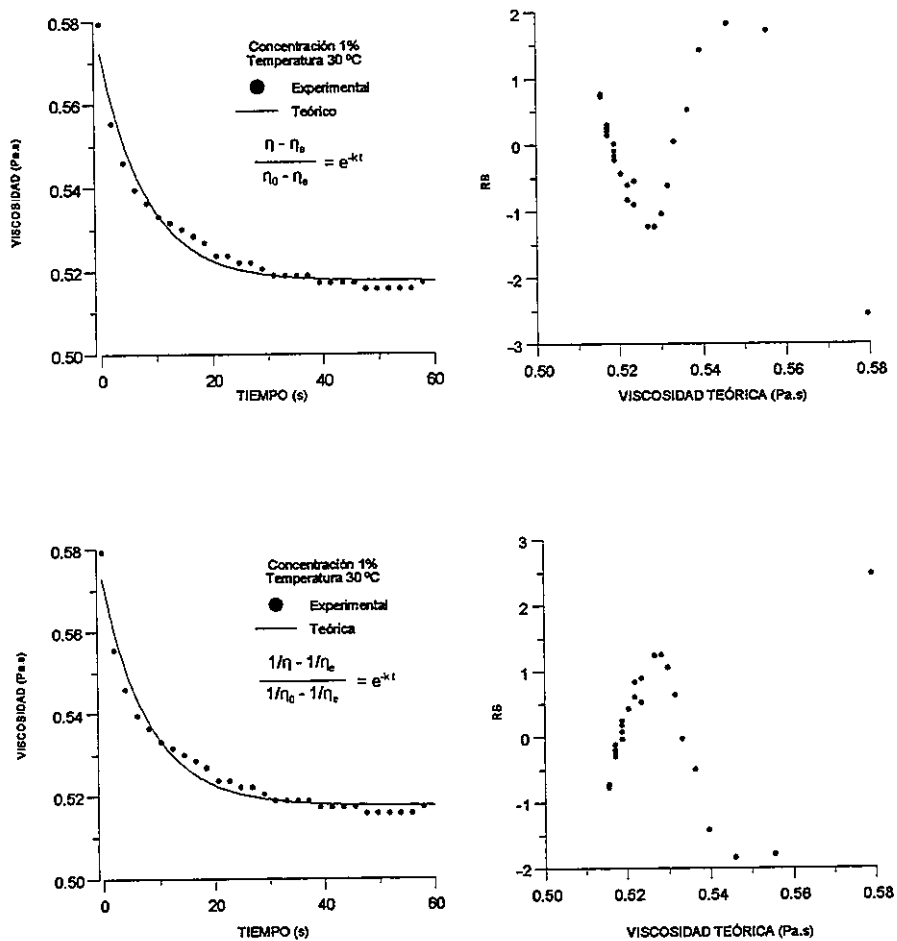 0.58
0.56
0.54
0.52
0.50
VISCOSIDAD (Pa.s)
0
20
40
60
TIEMPO (s)
Concentración 1%
Temperatura 30 ºC
Experimental
Teórico
η - ηe
η0 - ηe
= e-kt
2
1
0
-1
-2
-3
RB
0.50
0.52
0.54
0.56
0.58
VISCOSIDAD TEÓRICA (Pa.s)
0.58
0.56
0.54
0.52
0.50
VISCOSIDAD (Pa.s)
0
20
40
60
TIEMPO (s)
Concentración 1%
Temperatura 30 ºC
Experimental
Teórica
1/η - 1/ηe
1/η0 - 1/ηe
= e-kt
3
2
1
0
-1
-2
RB
0.50
0.52
0.54
0.56
0.58
VISCOSIDAD TEÓRICA (Pa.s)